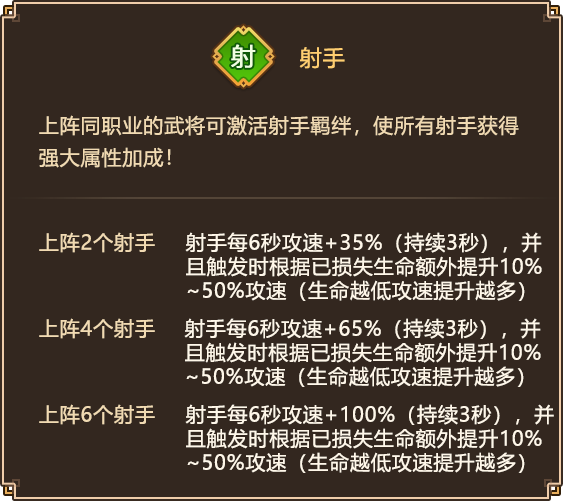 射 射手
上阵同职业的武将可激活射手羁绊，使所有射手获得
强大属性加成！
上阵2个射手 射手每6秒攻速+35%（持续3秒），并
且触发时根据已损失生命额外提升10%
~50%攻速（生命越低攻速提升越多）
上阵4个射手 射手每6秒攻速+65%（持续3秒），并
且触发时根据已损失生命额外提升10%
~50%攻速（生命越低攻速提升越多）
上阵6个射手 射手每6秒攻速+100%（持续3秒），并
且触发时根据已损失生命额外提升10%
~50%攻速（生命越低攻速提升越多）